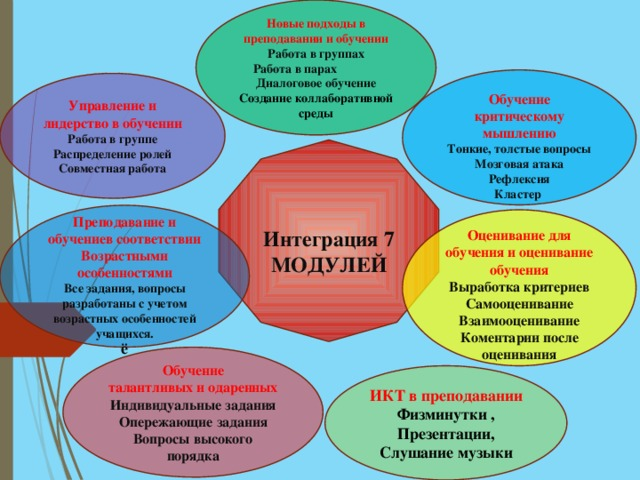 Новые подходы в
преподавании и обучении
Работа в группах
Работа в парах
Диалоговое обучение
Создание коллаборативной
среды
Управление и
лидерство в обучении
Работа в группе
Распределение ролей
Совместная работа
Обучение
критическому
мышлению
Тонкие, толстые вопросы
Мозговая атака
Рефлексия
Кластер
Преподавание и
обучениев соответствии
Возрастными
особенностями
Все задания, вопросы
разработаны с учетом
возрастных особенностей
учащихся.
ё
Интеграция 7
МОДУЛЕЙ
Оценивание для
обучения и оценивание
обучения
Выработка критериев
Самооценивание
Взаимооценивание
Коментарии после
оценивания
Обучение
талантливых и одаренных
Индивидуальные задания
Опережающие задания
Вопросы высокого
порядка
ИКТ в преподавании
Физминутки ,
Презентации,
Слушание музыки